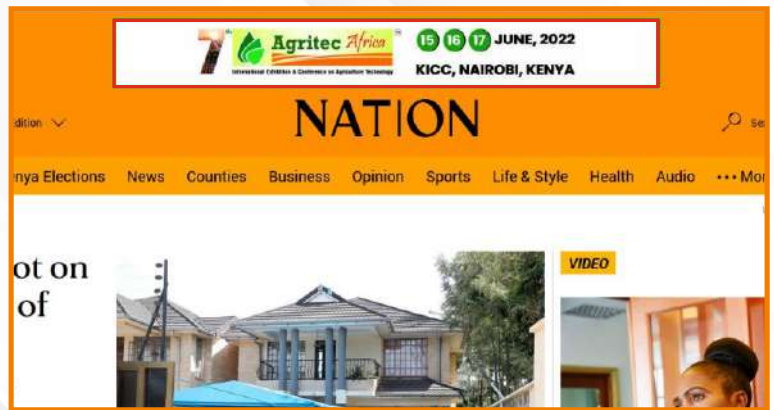 7th Agritec Africa
International Exhibition & Conference on Agriculture Technology
15 16 17 JUNE, 2022
KICC, NAIROBI, KENYA
dition
NATION
Se
nya Elections News Counties Business Opinion Sports Life & Style Health Audio ••• Mor
ot on
of
VIDEO